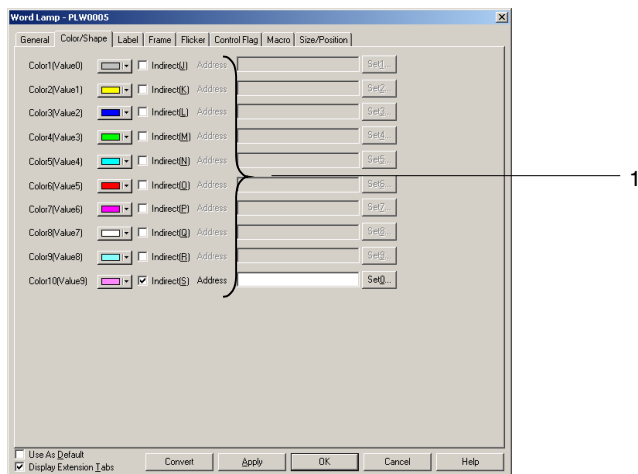 Word Lamp - PLW0005
General Color/Shape Label Frame Flicker Control Flag Macro Size/Position
Color1(Value0) Indirect(J) Address Set1...
Color2(Value1) Indirect(K) Address Set2...
Color3(Value2) Indirect(L) Address Set3...
Color4(Value3) Indirect(M) Address Set4...
Color5(Value4) Indirect(N) Address Set5...
1
Color6(Value5) Indirect(O) Address Set6...
Color7(Value6) Indirect(P) Address Set7...
Color8(Value7) Indirect(Q) Address Set8...
Color9(Value8) Indirect(R) Address Set9...
Color10(Value9) Indirect(S) Address Set0...
Use As Default
Display Extension Tabs Convert Apply OK Cancel Help